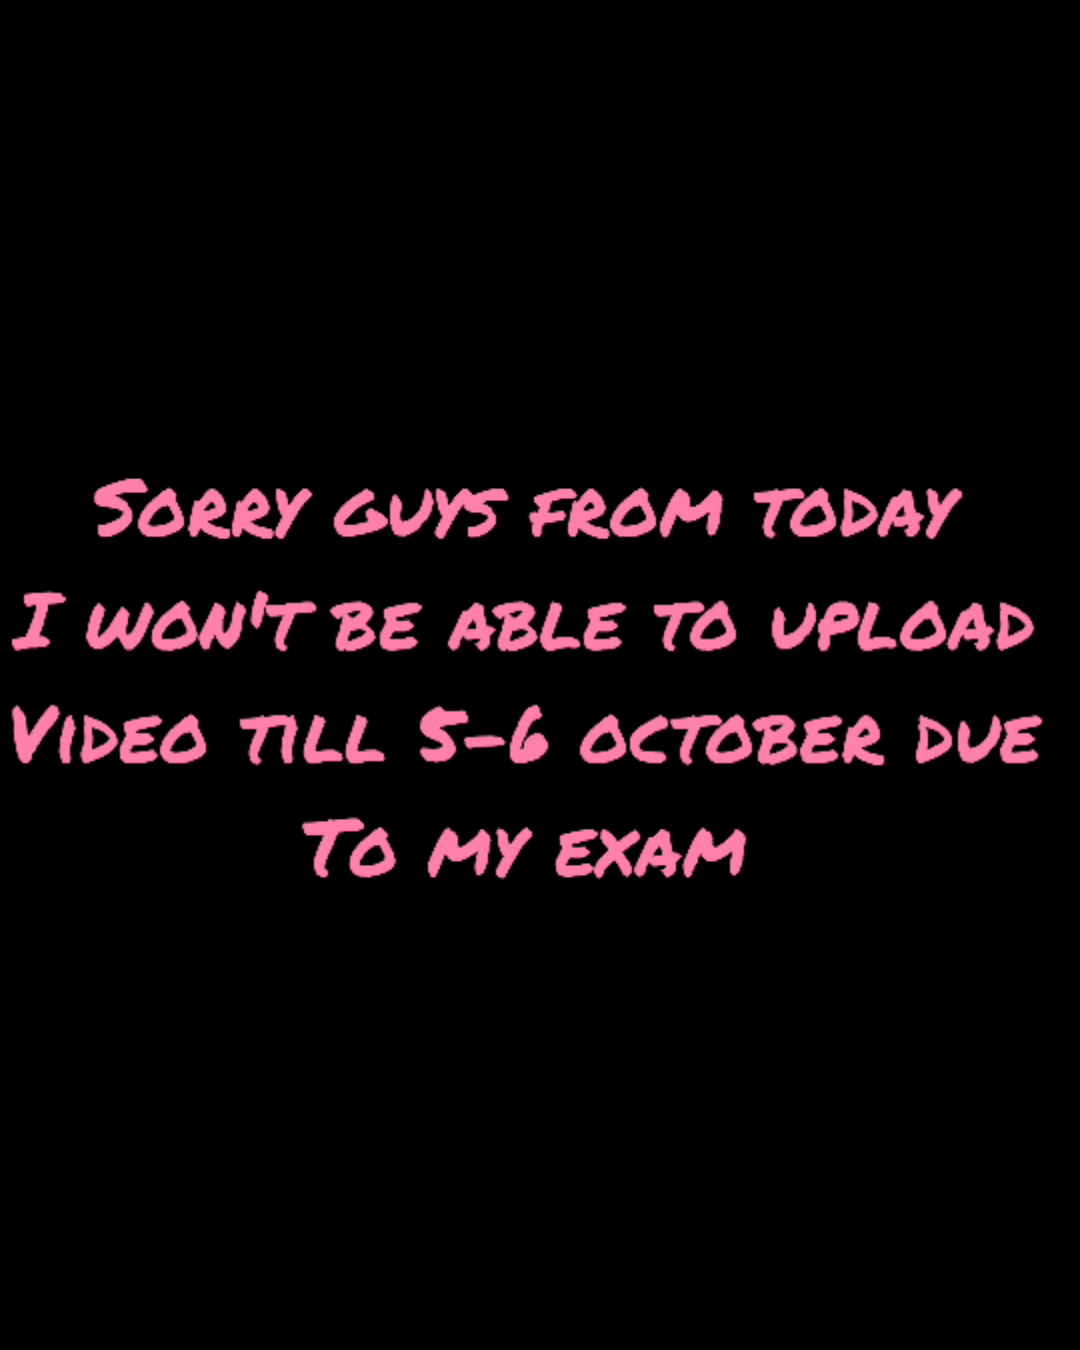 Sorry guys from today
I won't be able to upload
Video till 5-6 october due
To my exam